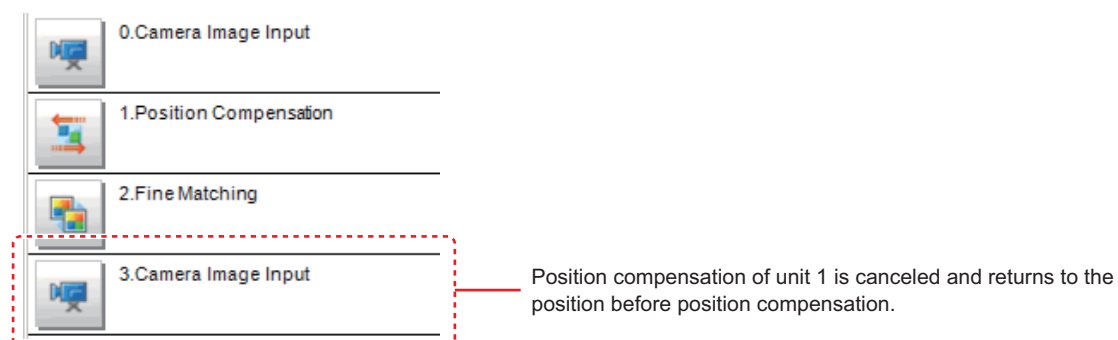 0.Camera Image Input
1.Position Compensation
2.Fine Matching
3.Camera Image Input
Position compensation of unit 1 is canceled and returns to the
position before position compensation.